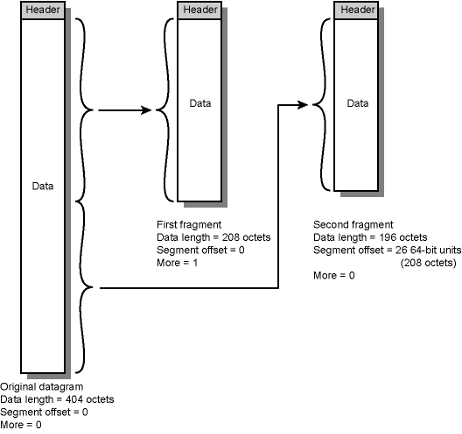 Header
Header
Header
Data
Data
Data
First fragment
Data length = 208 octets
Segment offset = 0
More = 1
Second fragment
Data length = 196 octets
Segment offset = 26 64-bit units
(208 octets)
More = 0
Original datagram
Data length = 404 octets
Segment offset = 0
More = 0